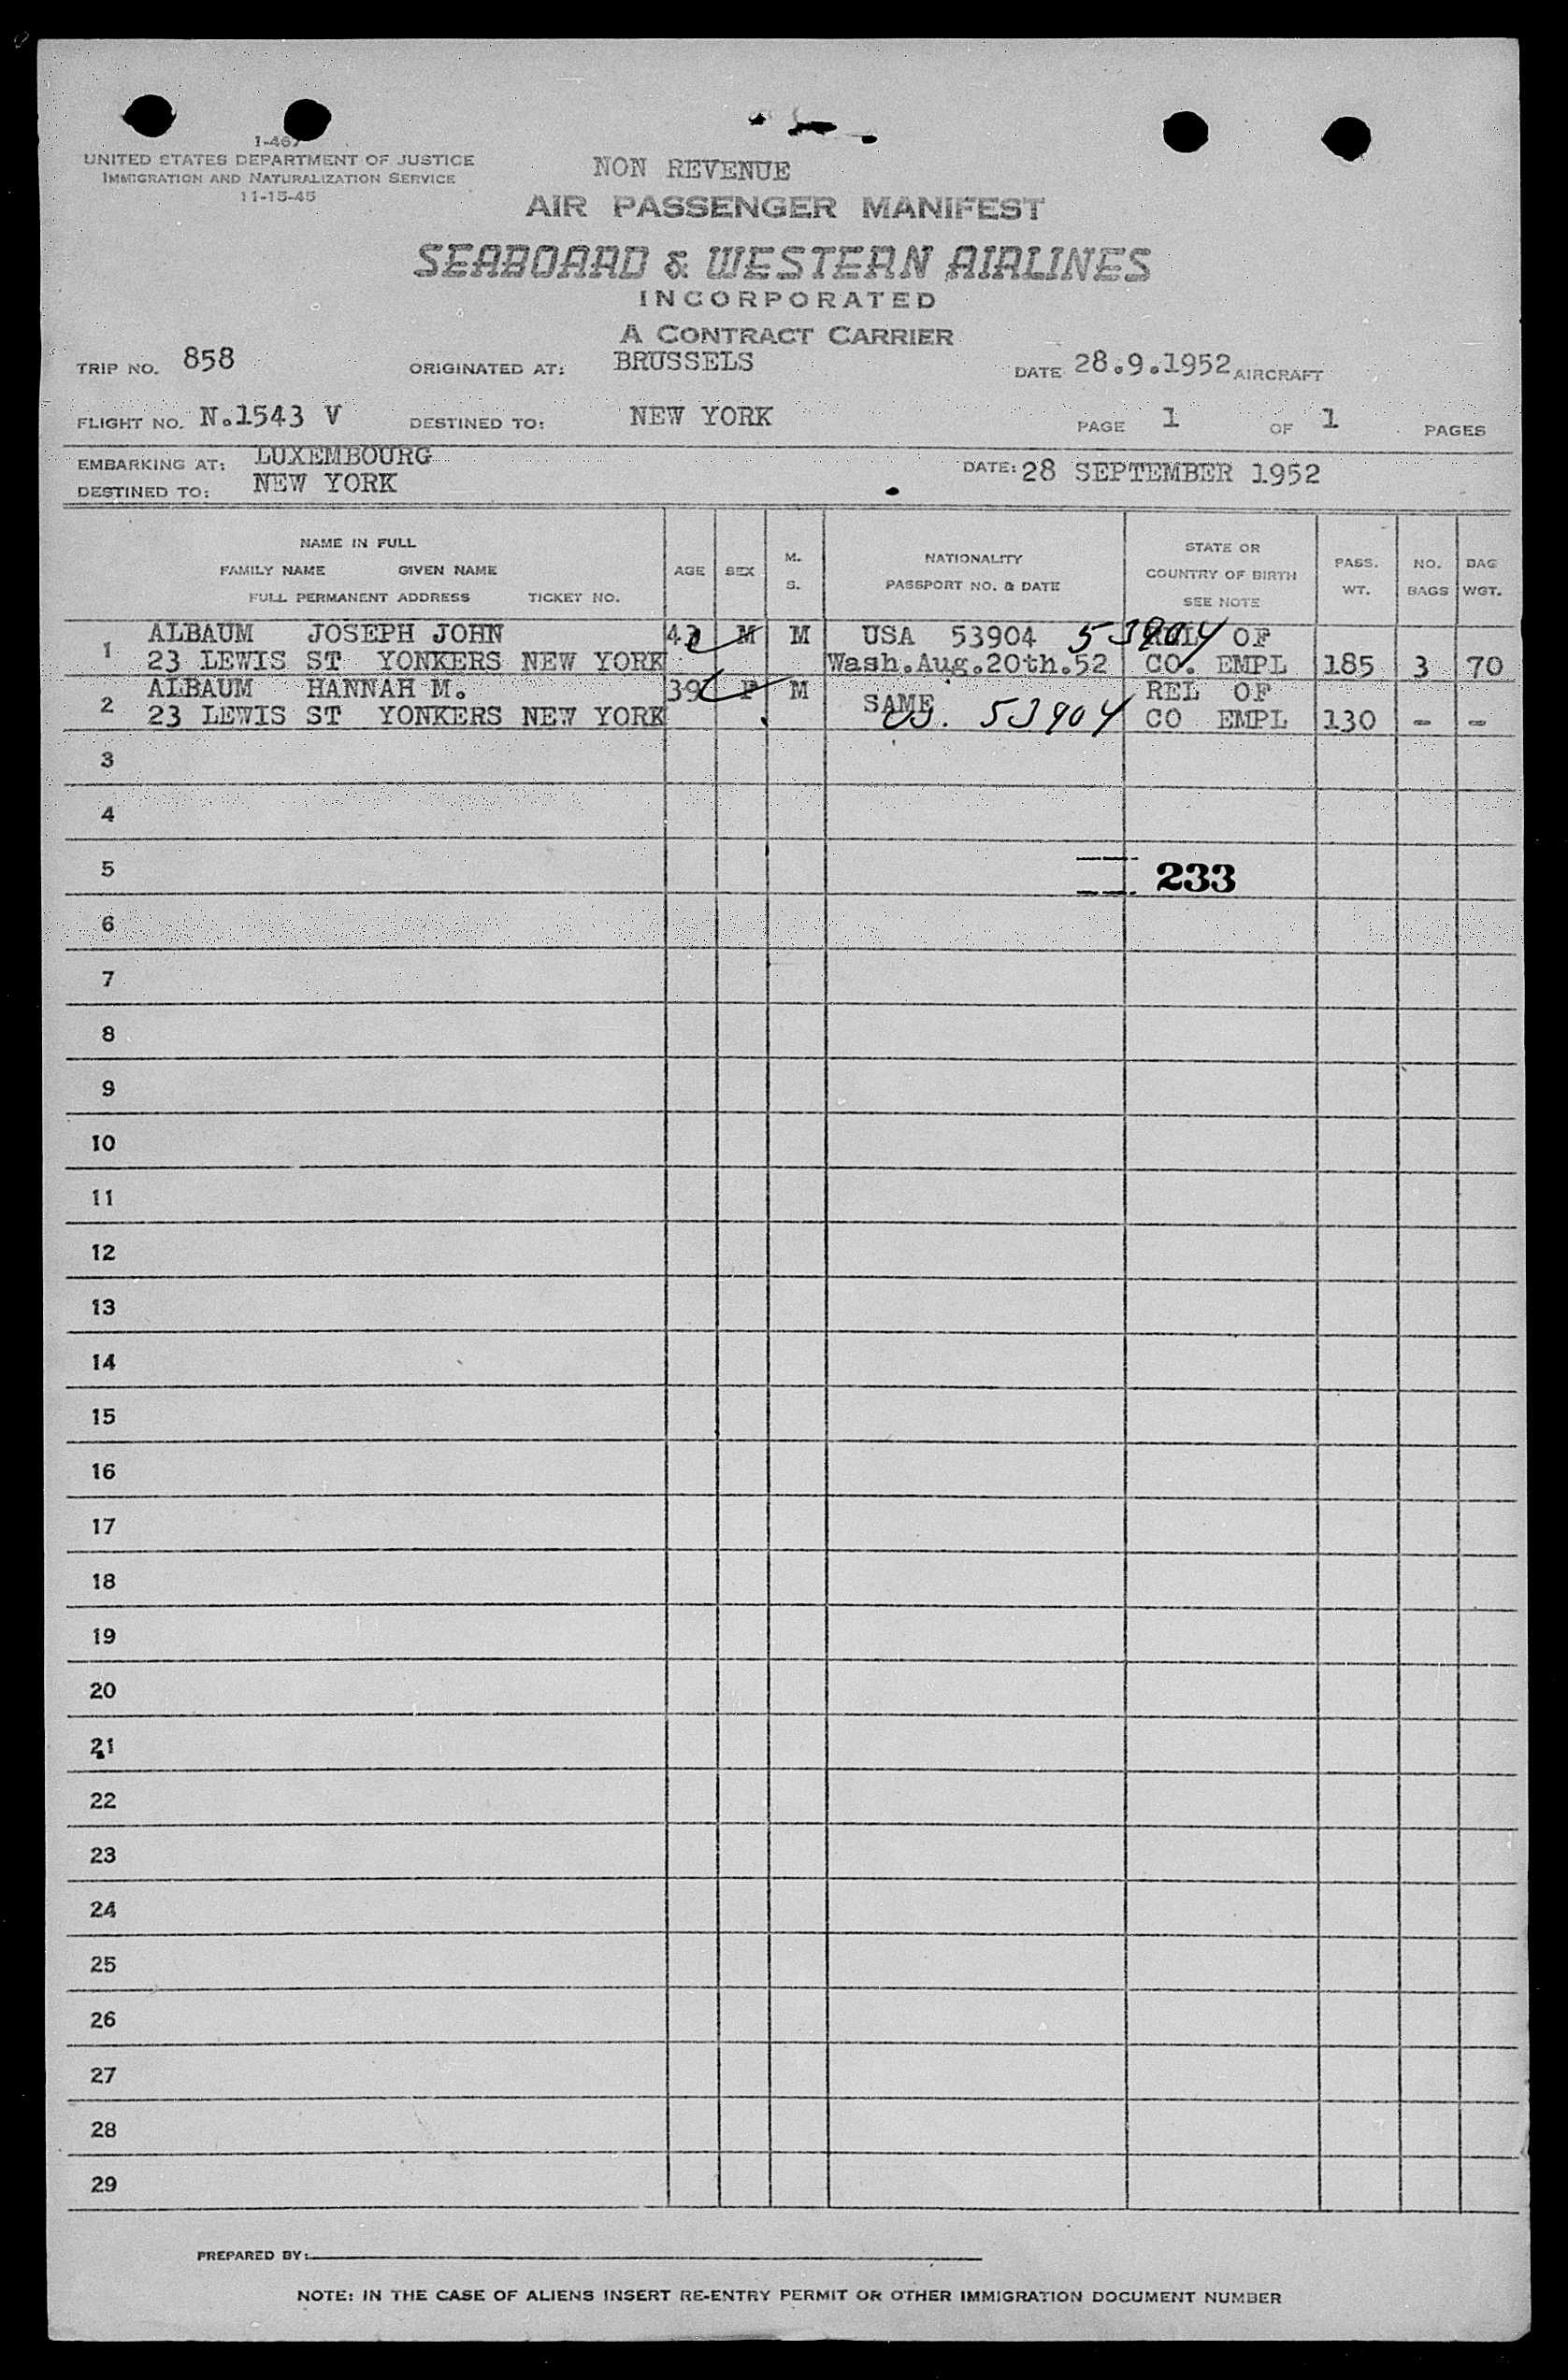 UNITED STATES DEPARTMENT OF JUSTICE
IMMIGRATION AND NATURALIZATION SERVICE
11-15-45
NON REVENUE
AIR PASSENGER MANIFEST
SEABOARD & WESTERN AIRLINES
INCORPORATED
A CONTRACT CARRIER
TRIP NO. 858 ORIGINATED AT: BRUSSELS DATE 28.9.1952 AIRCRAFT
FLIGHT NO. N.1543 V DESTINED TO: NEW YORK PAGE 1 OF 1 PAGES
EMBARKING AT: LUXEMBOURG DATE: 28 SEPTEMBER 1952
DESTINED TO: NEW YORK
NAME IN FULL
FAMILY NAME GIVEN NAME
FULL PERMANENT ADDRESS TICKET NO.
AGE
SEX
M.
S.
NATIONALITY
PASSPORT NO. & DATE
STATE OR
COUNTRY OF BIRTH
SEE NOTE
PASS.
WT.
NO.
BAGS
BAG
WGT.
1 ALBAUM JOSEPH JOHN M M USA 53904 53904 REL OF
23 LEWIS ST YONKERS NEW YORK Wash.Aug.20th.52 CO. EMPL 185 3 70
2 ALBAUM HANNAH M. 39 F M SAME REL OF
23 LEWIS ST YONKERS NEW YORK US. 53904 CO EMPL 130 - -
3
4
5 233
6
7
8
9
10
11
12
13
14
15
16
17
18
19
20
21
22
23
24
25
26
27
28
29
PREPARED BY:
NOTE: IN THE CASE OF ALIENS INSERT RE-ENTRY PERMIT OR OTHER IMMIGRATION DOCUMENT NUMBER